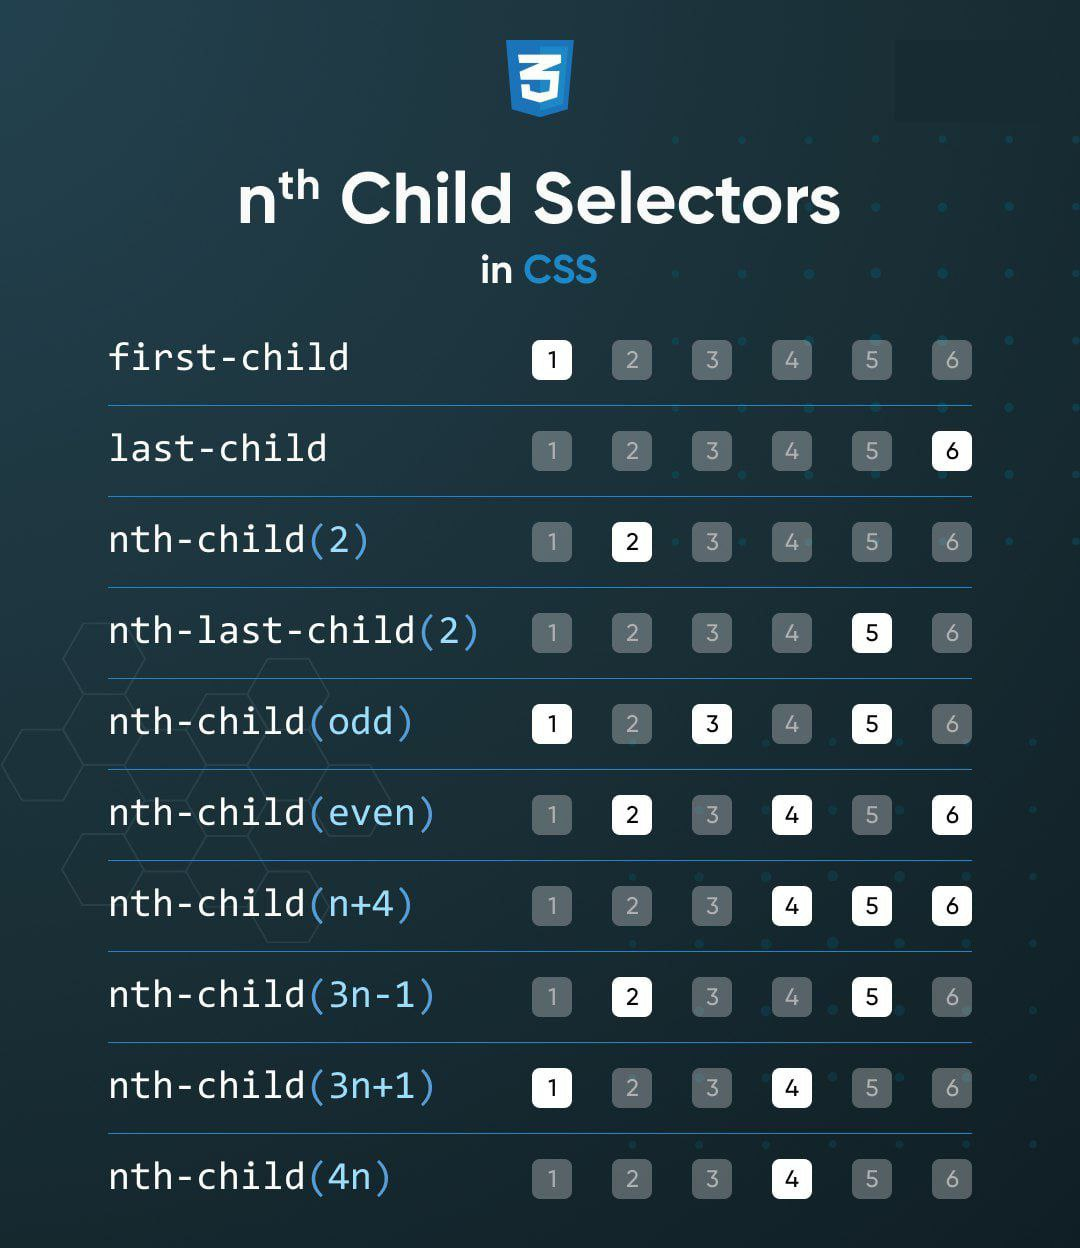 3
nth Child Selectors
in CSS
first-child 1 2 3 4 5 6
last-child 1 2 3 4 5 6
nth-child(2) 1 2 3 4 5 6
nth-last-child(2) 1 2 3 4 5 6
nth-child(odd) 1 2 3 4 5 6
nth-child(even) 1 2 3 4 5 6
nth-child(n+4) 1 2 3 4 5 6
nth-child(3n-1) 1 2 3 4 5 6
nth-child(3n+1) 1 2 3 4 5 6
nth-child(4n) 1 2 3 4 5 6